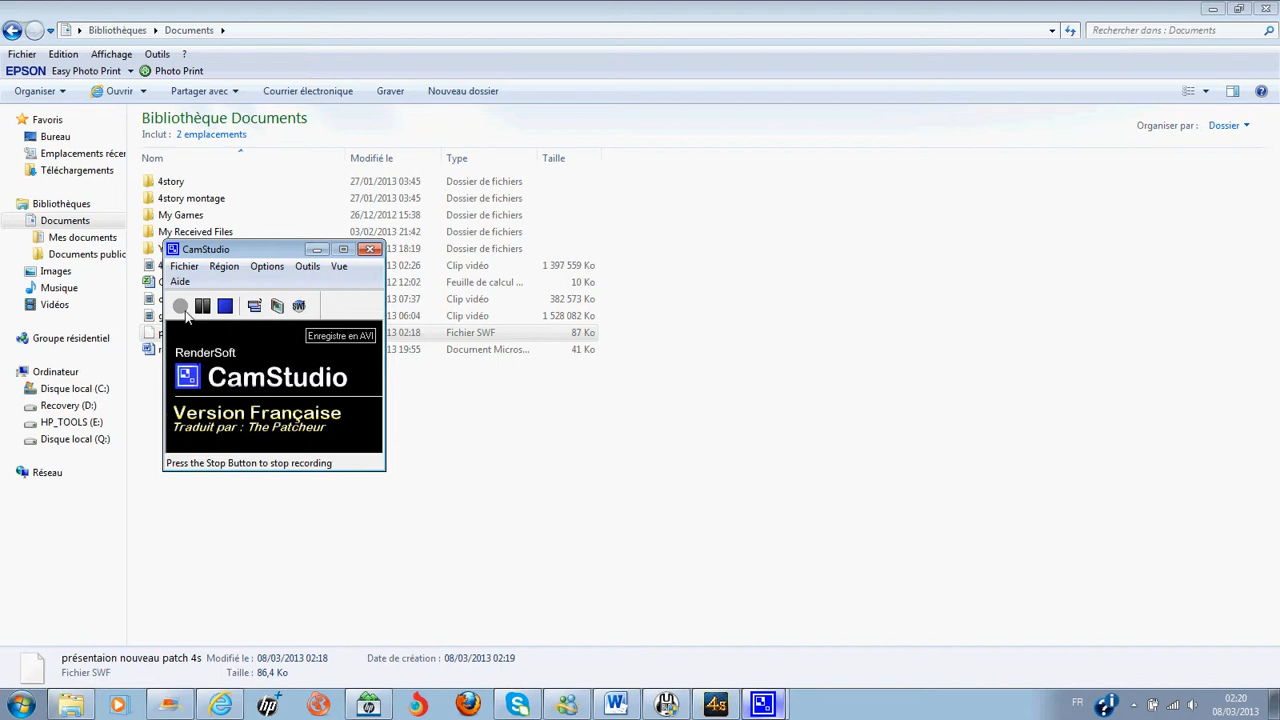 Bibliothèques
Documents
Rechercher dans : Documents
Fichier Edition Affichage Outils ?
EPSON Easy Photo Print Photo Print
Organiser Ouvrir Partager avec Courrier électronique Graver Nouveau dossier
Favoris
Bureau
Emplacements récer
Téléchargements
Bibliothèques
Documents
Mes documents
Documents public
Images
Musique
Vidéos
Groupe résidentiel
Ordinateur
Disque local (C:)
Recovery (D:)
HP_TOOLS (E:)
Disque local (Q:)
Réseau
Bibliothèque Documents
Inclut : 2 emplacements
Organiser par : Dossier
Nom Modifié le Type Taille
4story 27/01/2013 03:45 Dossier de fichiers
4story montage 27/01/2013 03:45 Dossier de fichiers
My Games 26/12/2012 15:38 Dossier de fichiers
My Received Files 03/02/2013 21:42 Dossier de fichiers
3 18:19 Dossier de fichiers
3 02:26 Clip vidéo 1 397 559 Ko
2 12:02 Feuille de calcul ... 10 Ko
3 07:37 Clip vidéo 382 573 Ko
3 06:04 Clip vidéo 1 528 082 Ko
3 02:18 Fichier SWF 87 Ko
3 19:55 Document Micros... 41 Ko
CamStudio
Fichier Région Options Outils Vue
Aide
Enregistre en AVI
RenderSoft
CamStudio
Version Française
Traduit par : The Patcheur
Press the Stop Button to stop recording
présentaion nouveau patch 4s Modifié le : 08/03/2013 02:18 Date de création : 08/03/2013 02:19
Fichier SWF Taille : 86,4 Ko
FR
02:20
08/03/2013